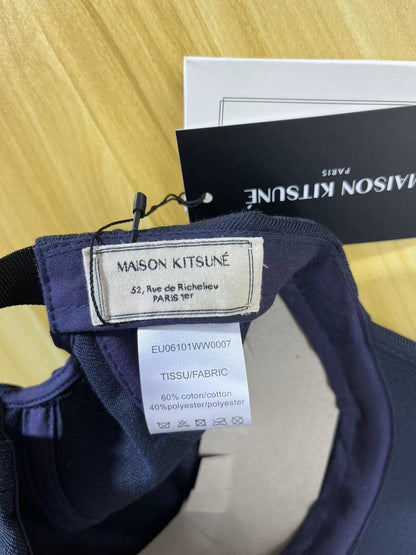 MAISON KITSUNÉ
PARIS
MAISON KITSUNÉ
52, Rue de Richelieu
PARIS 1er
EU06101WW0007
TISSU/FABRIC
60% coton/cotton
40%polyester/polyester